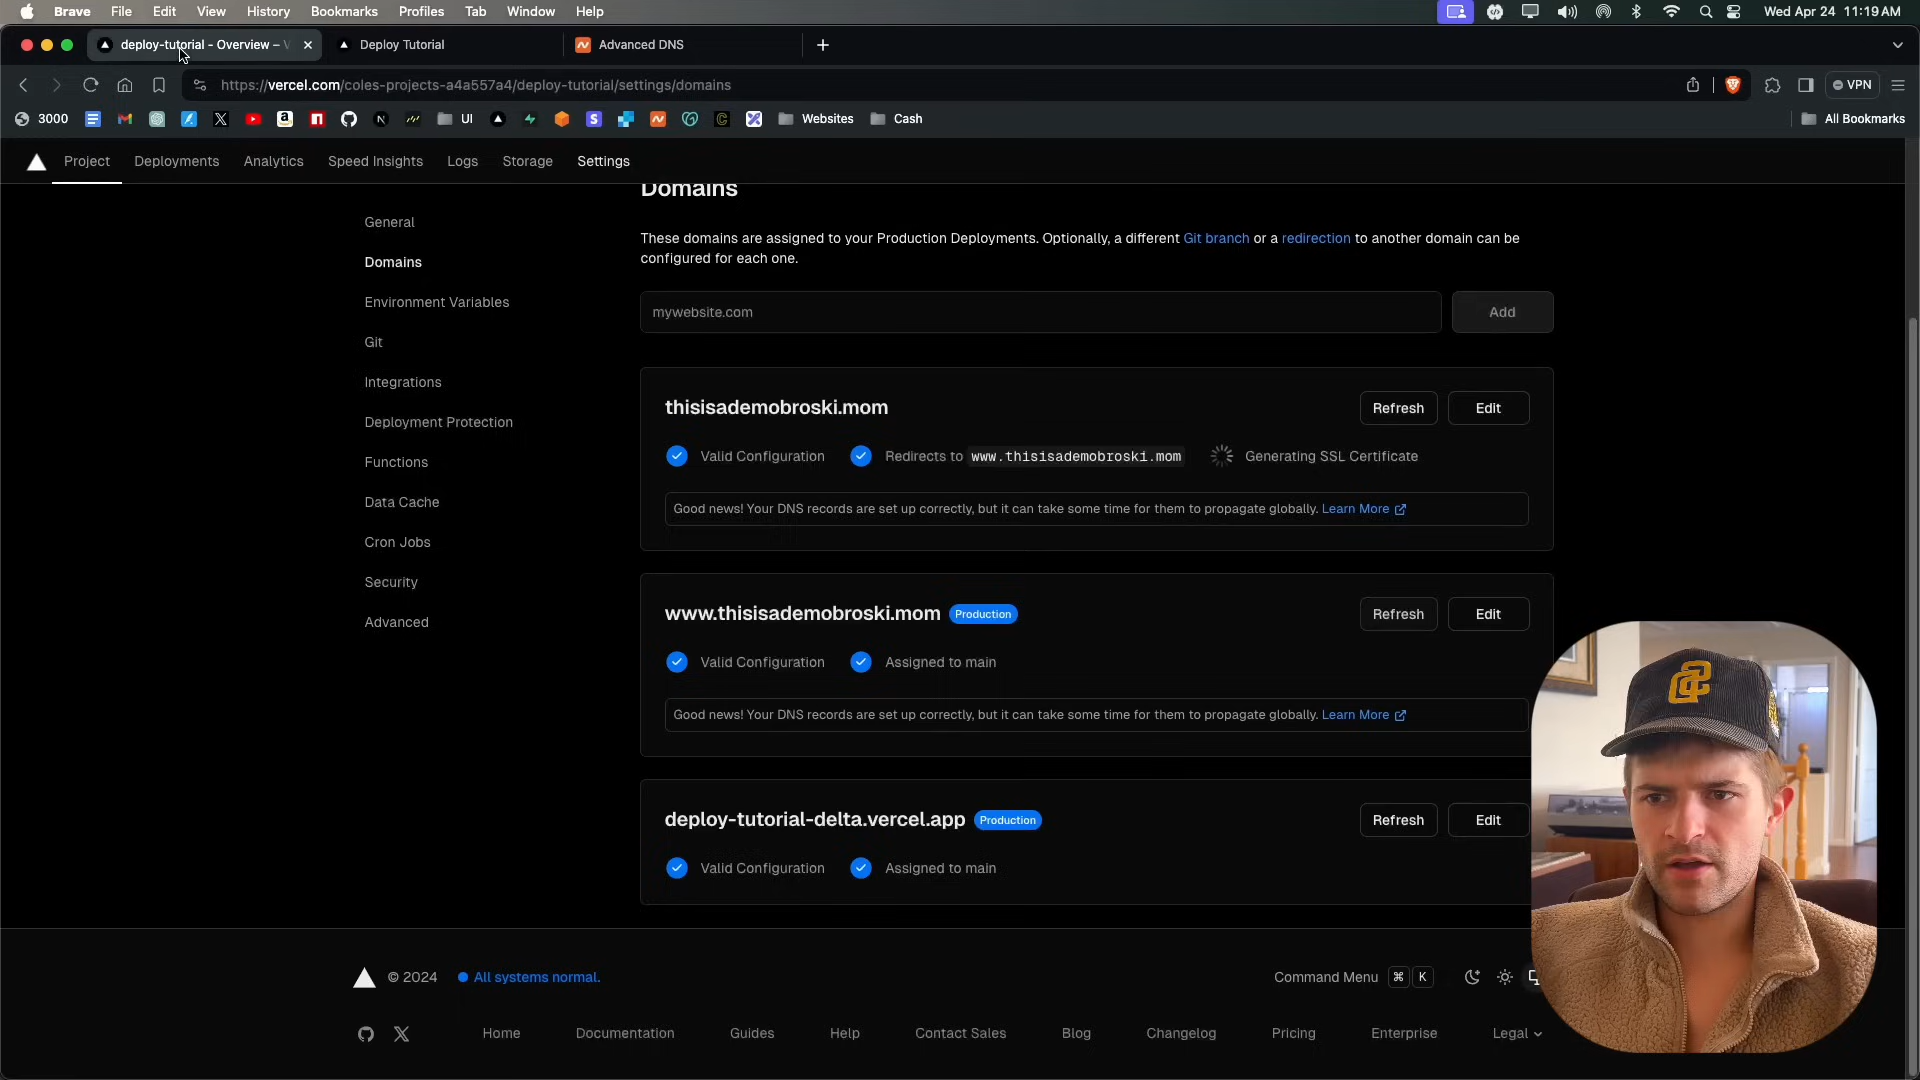 Brave File Edit View History Bookmarks Profiles Tab Window Help Wed Apr 24 11:19 AM
deploy-tutorial - Overview – V Deploy Tutorial Advanced DNS
https://vercel.com/coles-projects-a4a557a4/deploy-tutorial/settings/domains VPN
3000 UI Websites Cash All Bookmarks
Project Deployments Analytics Speed Insights Logs Storage Settings
Domains
General
Domains
Environment Variables
Git
Integrations
Deployment Protection
Functions
Data Cache
Cron Jobs
Security
Advanced
These domains are assigned to your Production Deployments. Optionally, a different Git branch or a redirection to another domain can be
configured for each one.
mywebsite.com Add
thisisademobroski.mom Refresh Edit
Valid Configuration Redirects to www.thisisademobroski.mom Generating SSL Certificate
Good news! Your DNS records are set up correctly, but it can take some time for them to propagate globally. Learn More
www.thisisademobroski.mom Production Refresh Edit
Valid Configuration Assigned to main
Good news! Your DNS records are set up correctly, but it can take some time for them to propagate globally. Learn More
deploy-tutorial-delta.vercel.app Production Refresh Edit
Valid Configuration Assigned to main
© 2024 All systems normal. Command Menu ⌘ K
Home Documentation Guides Help Contact Sales Blog Changelog Pricing Enterprise Legal